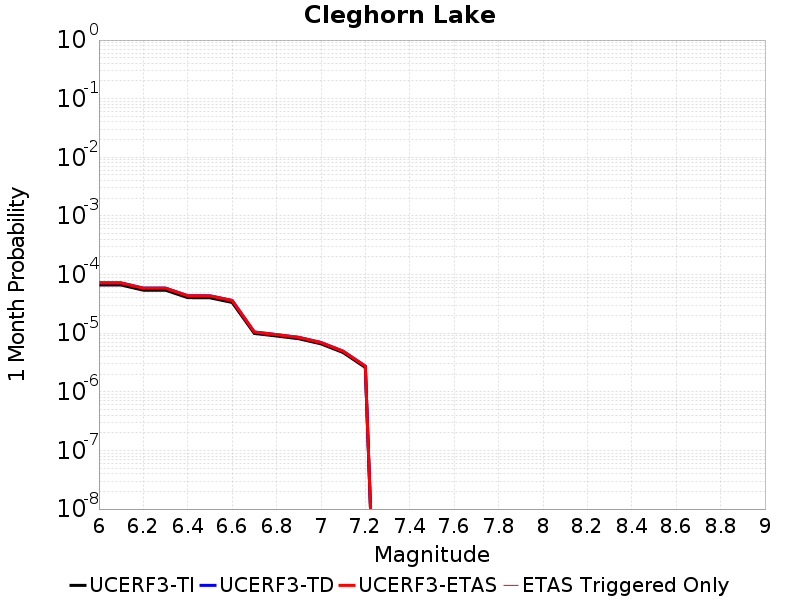 Cleghorn Lake
1 Month Probability
10^0
10^-1
10^-2
10^-3
10^-4
10^-5
10^-6
10^-7
10^-8
6 6.2 6.4 6.6 6.8 7 7.2 7.4 7.6 7.8 8 8.2 8.4 8.6 8.8 9
Magnitude
UCERF3-TI UCERF3-TD UCERF3-ETAS ETAS Triggered Only